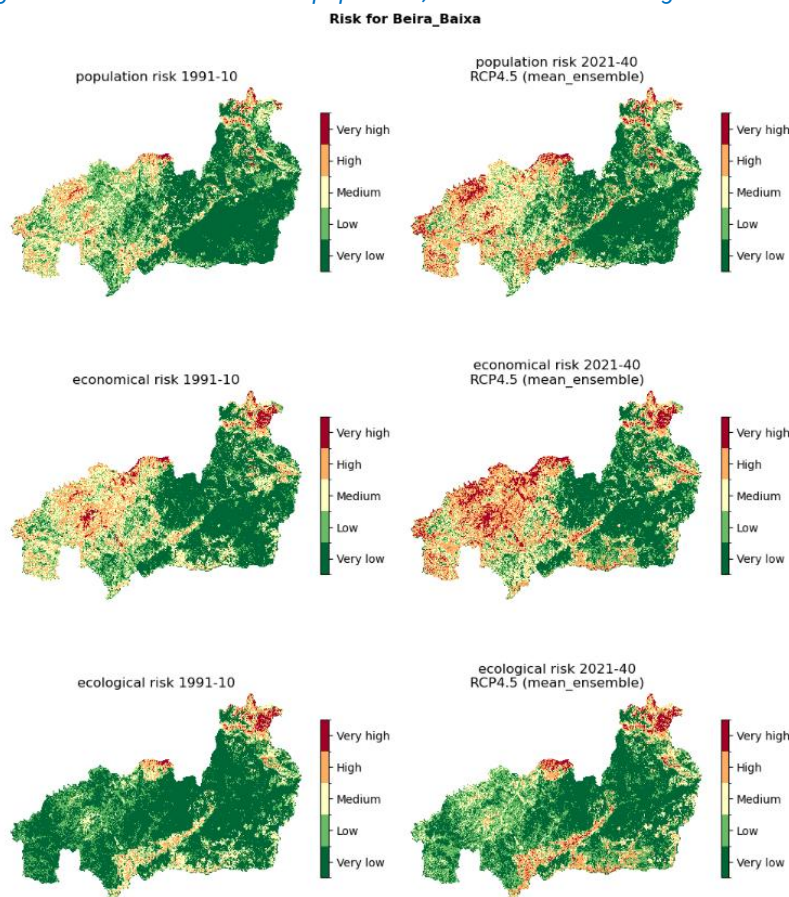 Risk for Beira_Baixa
population risk 1991-10
Very high
High
Medium
Low
Very low
population risk 2021-40
RCP4.5 (mean_ensemble)
Very high
High
Medium
Low
Very low
economical risk 1991-10
Very high
High
Medium
Low
Very low
economical risk 2021-40
RCP4.5 (mean_ensemble)
Very high
High
Medium
Low
Very low
ecological risk 1991-10
Very high
High
Medium
Low
Very low
ecological risk 2021-40
RCP4.5 (mean_ensemble)
Very high
High
Medium
Low
Very low